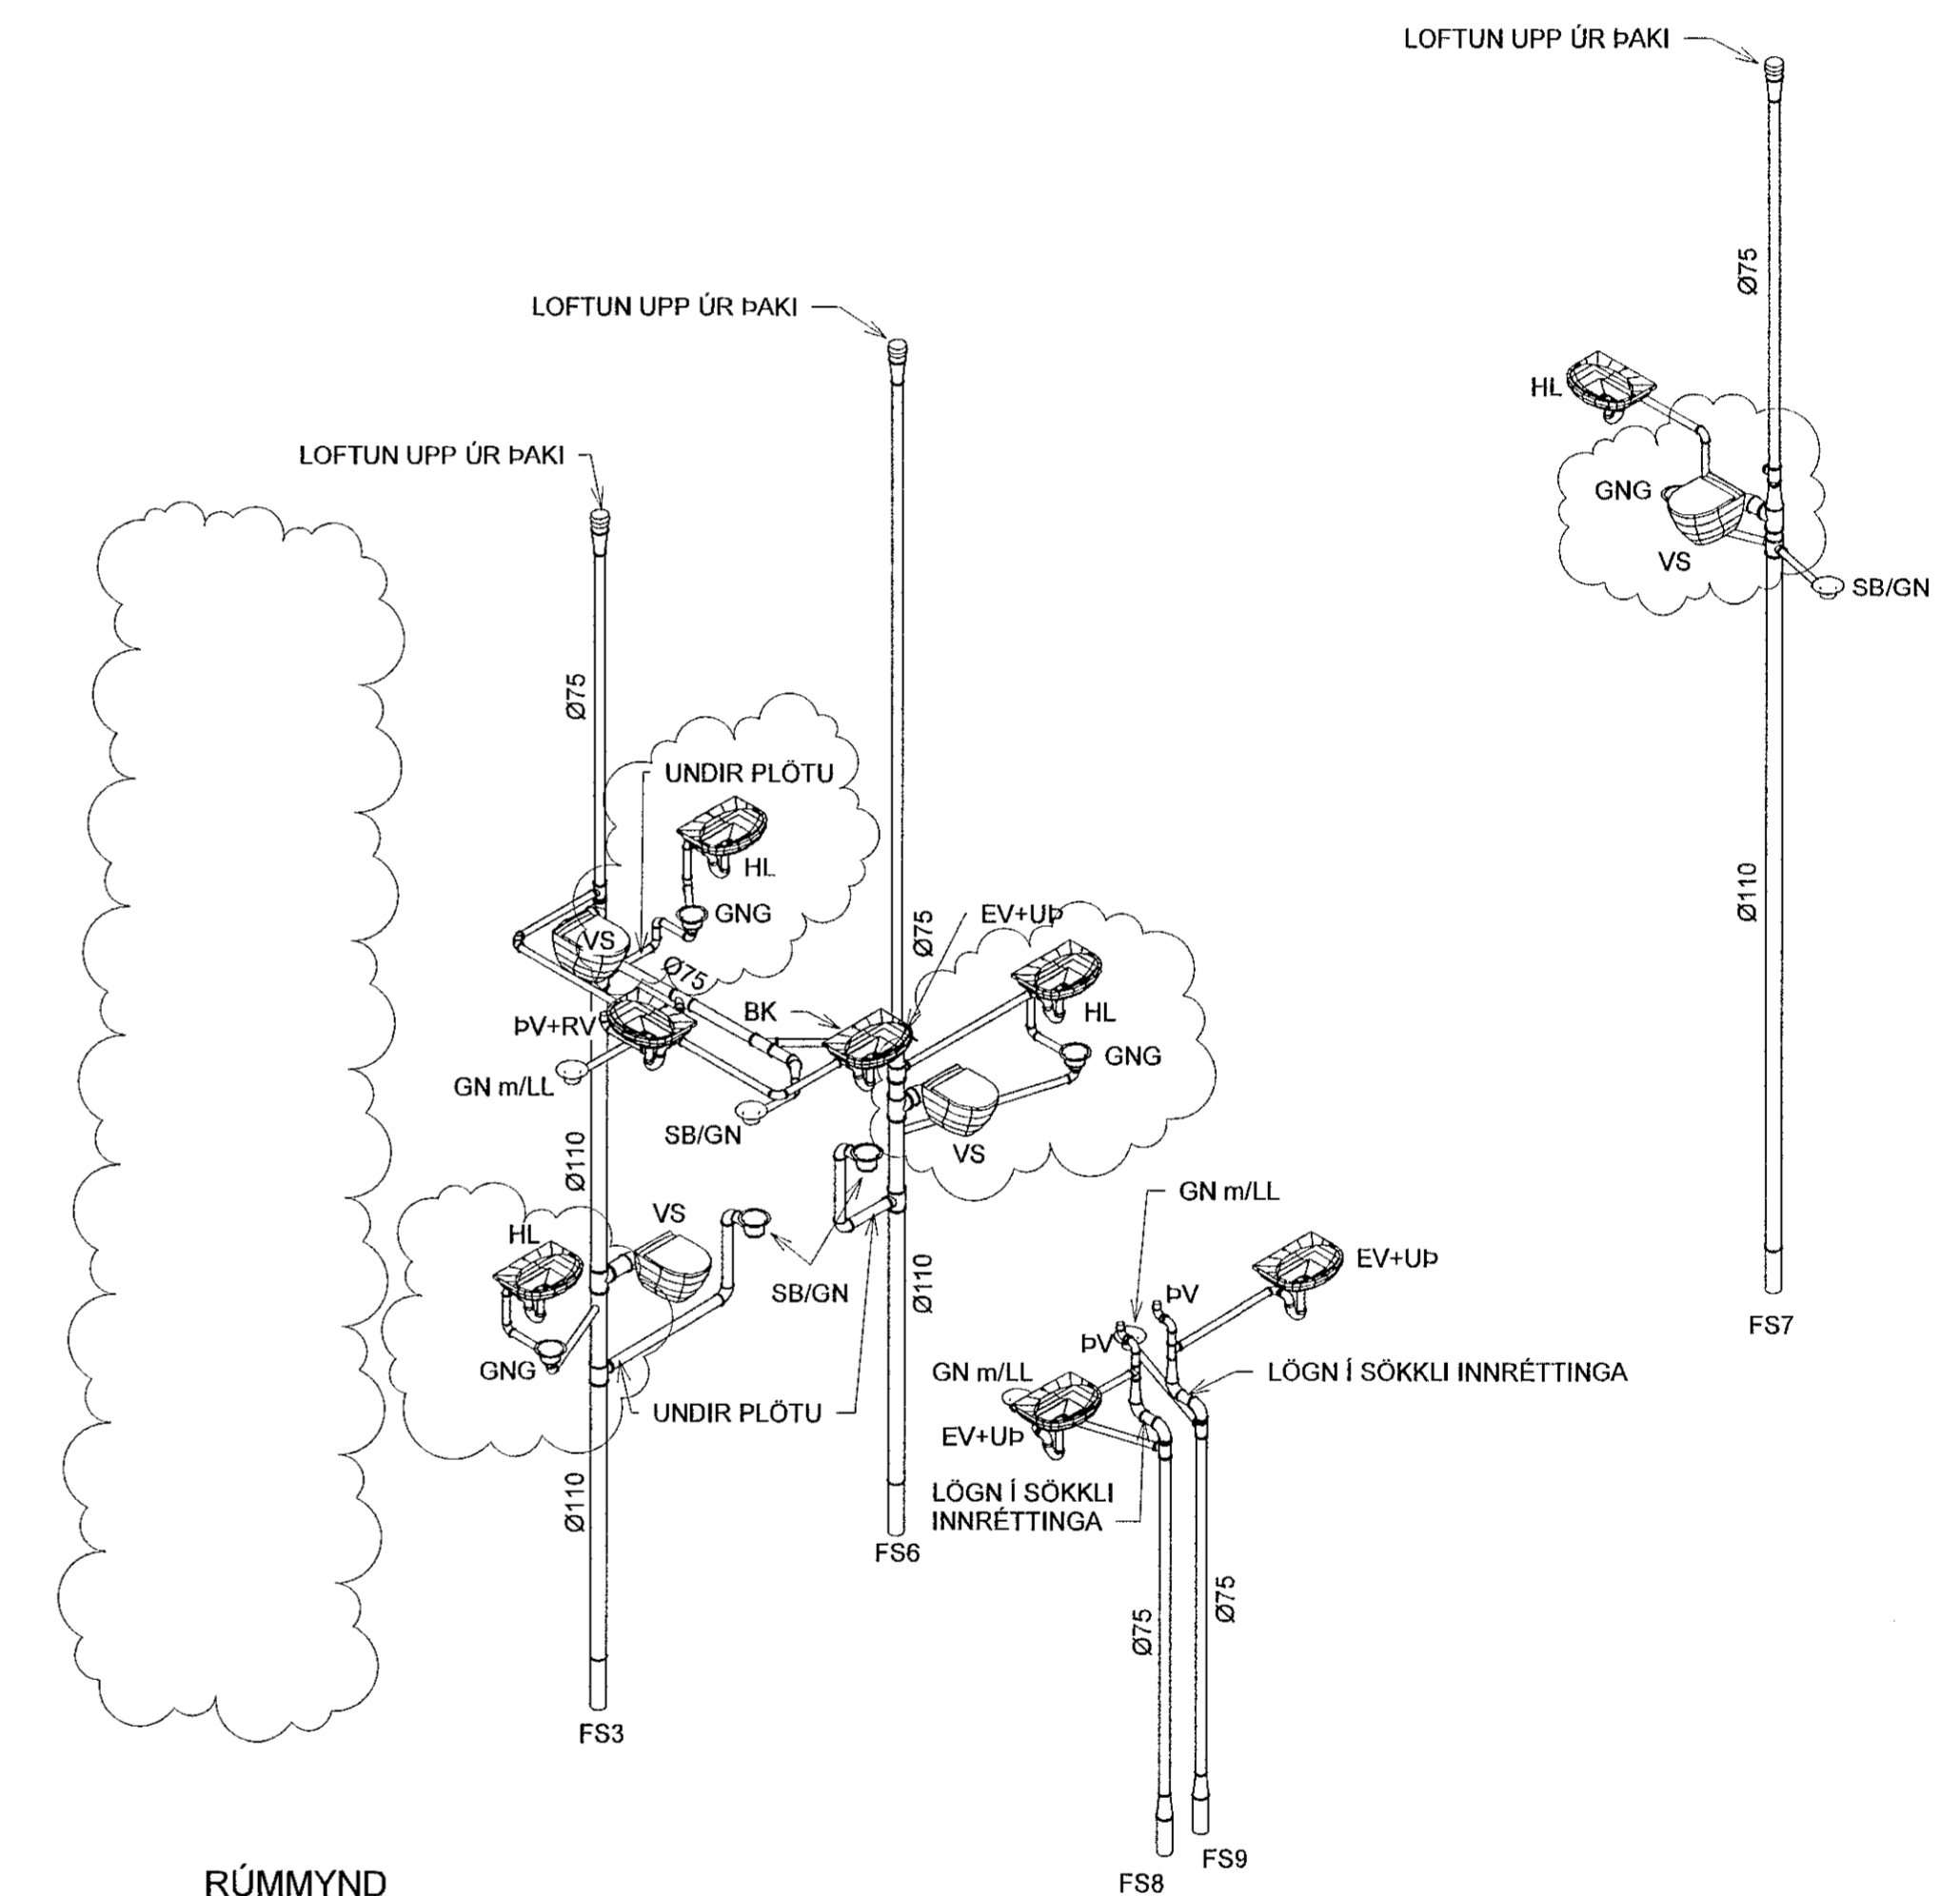 LOFTUN UPP ÚR ÞAKI
Ø75
HL
GNG
VS
SB/GN
Ø110
FS7
LOFTUN UPP ÚR ÞAKI
LOFTUN UPP ÚR ÞAKI
Ø75
UNDIR PLÖTU
HL
GNG
VS
Ø75
Ø75
EV+UÞ
BK
HL
ÞV+RV
GNG
GN m/LL
SB/GN
VS
Ø110
GN m/LL
HL
VS
SB/GN
Ø110
EV+UÞ
ÞV
ÞV
GNG
GN m/LL
LÖGN Í SÖKKLI INNRÉTTINGA
UNDIR PLÖTU
EV+UÞ
Ø110
LÖGN Í SÖKKLI
INNRÉTTINGA
FS6
Ø75
Ø75
FS3
FS9
FS8
RÚMMYND